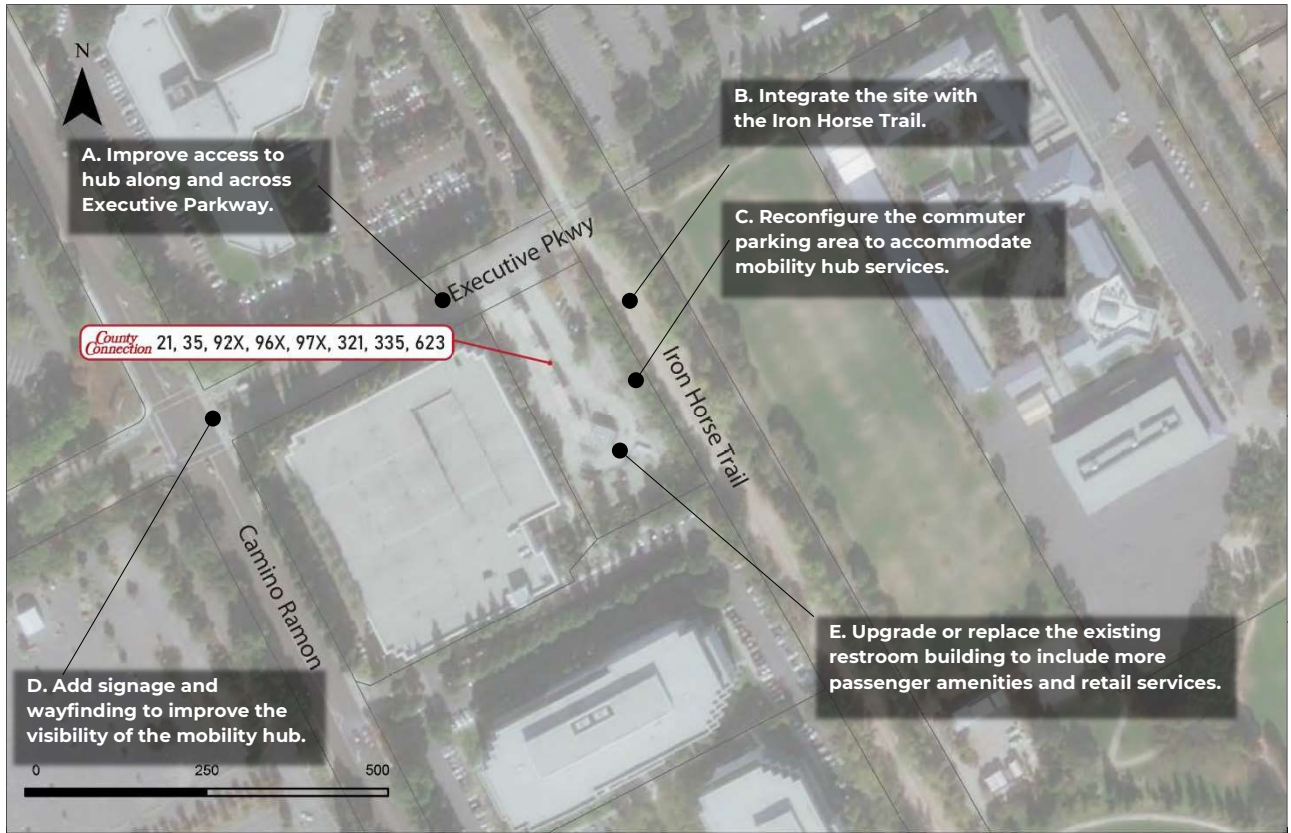 N
B. Integrate the site with
the Iron Horse Trail.
A. Improve access to
hub along and across
Executive Parkway.
C. Reconfigure the commuter
parking area to accommodate
mobility hub services.
Executive Pkwy
County
Connection 21, 35, 92X, 96X, 97X, 321, 335, 623
Iron Horse Trail
Camino Ramon
E. Upgrade or replace the existing
restroom building to include more
passenger amenities and retail services.
D. Add signage and
wayfinding to improve the
visibility of the mobility hub.
0 250 500